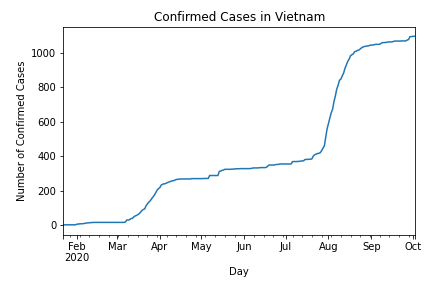 Confirmed Cases in Vietnam
Number of Confirmed Cases
1000
800
600
400
200
0
Feb Mar Apr May Jun Jul Aug Sep Oct
2020
Day